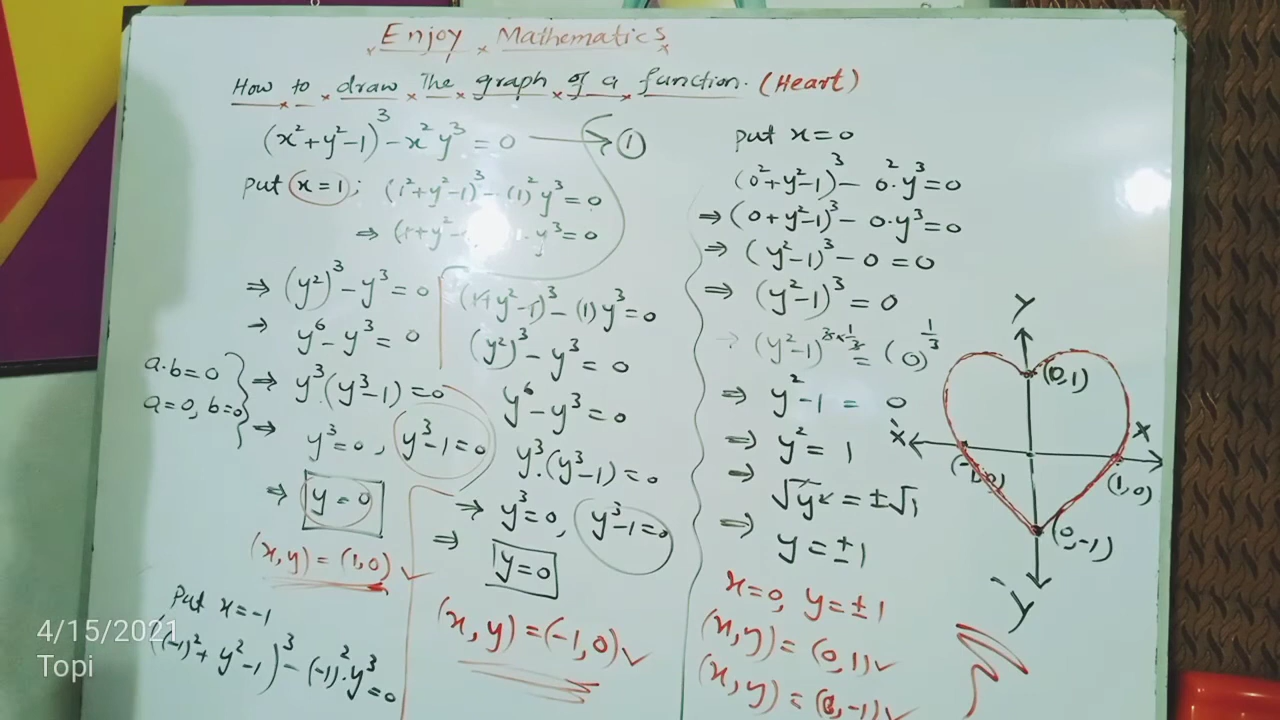 Enjoy Mathematics
How to draw The graph of a function. (Heart)
(x²+y²-1)³-x²y³=0 → ①
Put x=1; (1²+y²-1)³-(1)²y³=0
⇒ (1+y² y³=0
⇒ (y²)³-y³=0
⇒ y⁶-y³=0
a·b=0
a=0, b=0
⇒ y³(y³-1)=0
⇒ y³=0, y³-1=0
⇒ y=0
(x,y)=(1,0)✓
Put x=-1
((-1)²+y²-1)³-(-1)²·y³=0
(1+y²-1)³-(1)y³=0
(y²)³-y³=0
y⁶-y³=0
y³·(y³-1)=0
⇒ y³=0, y³-1=0
⇒ y=0
(x,y)=(-1,0)✓
put x=0
(0²+y²-1)³-0²·y³=0
⇒ (0+y²-1)³-0·y³=0
⇒ (y²-1)³-0=0
⇒ (y²-1)³=0
→ (y²-1)^3×1/3=(0)^1/3
⇒ y²-1=0
⇒ y²=1
⇒ √y²=±√1
⇒ y=±1
x=0, y=±1
(x,y)=(0,1)✓
(x,y)=(0,-1)✓
Y
(0,1)
X́ X
(-1,0) (1,0)
(0,-1)
Ý
4/15/2021
Topi